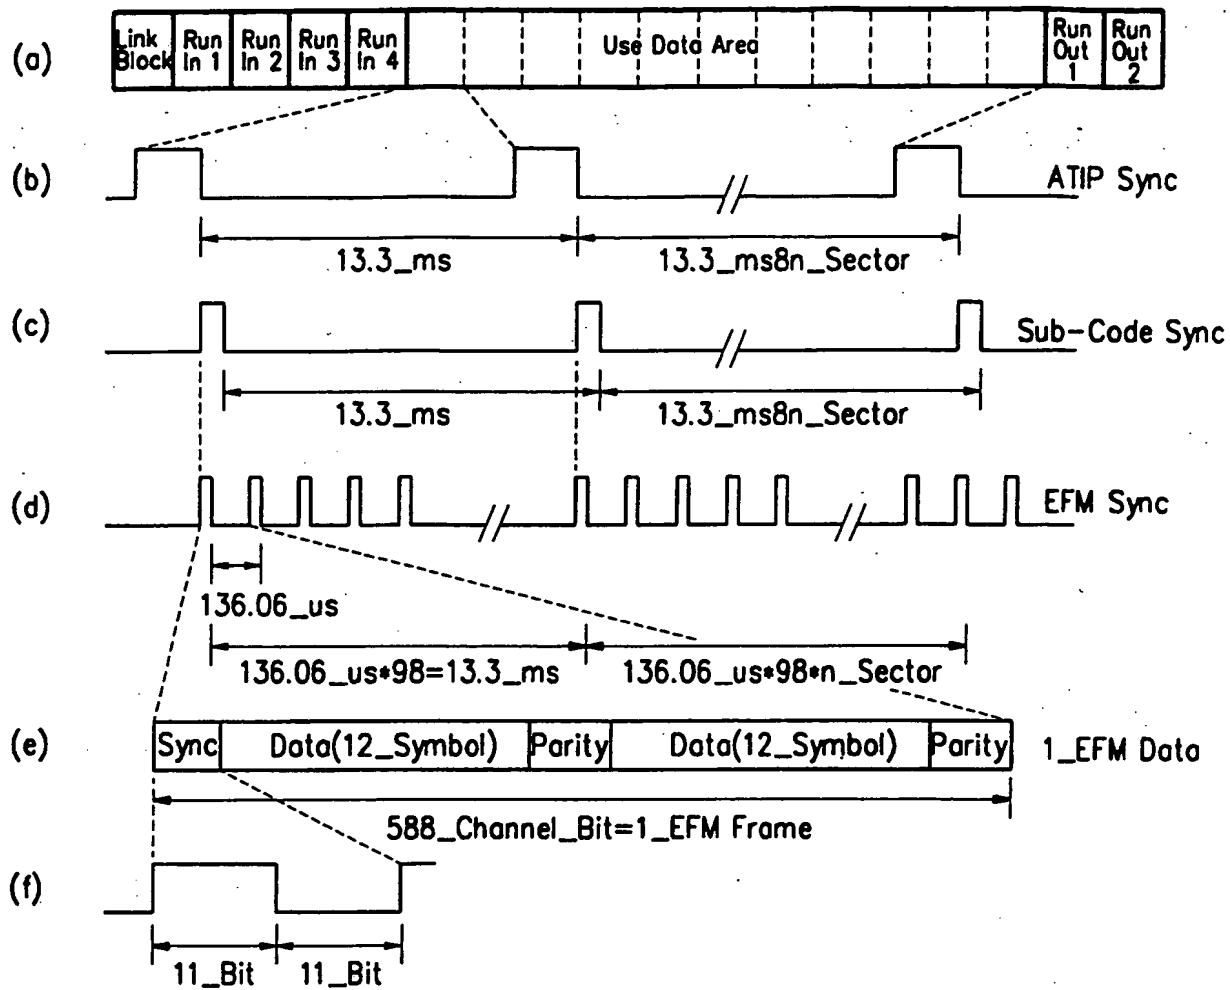 (a)
Link Block
Run In 1
Run In 2
Run In 3
Run In 4
Use Data Area
Run Out 1
Run Out 2
(b)
ATIP Sync
13.3_ms
13.3_ms8n_Sector
(c)
Sub-Code Sync
13.3_ms
13.3_ms8n_Sector
(d)
EFM Sync
136.06_us
136.06_us*98=13.3_ms
136.06_us*98*n_Sector
(e)
Sync
Data(12_Symbol)
Parity
Data(12_Symbol)
Parity
1_EFM Data
588_Channel_Bit=1_EFM Frame
(f)
11_Bit
11_Bit